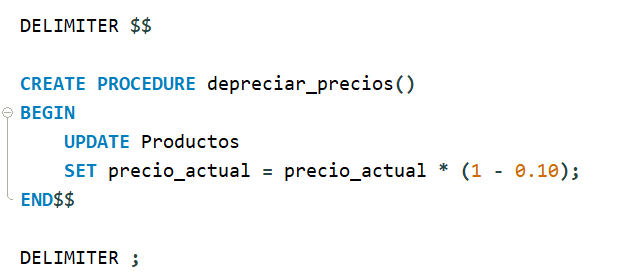 DELIMITER $$
CREATE PROCEDURE depreciar_precios()
BEGIN
UPDATE Productos
SET precio_actual = precio_actual * (1 - 0.10);
END$$
DELIMITER ;